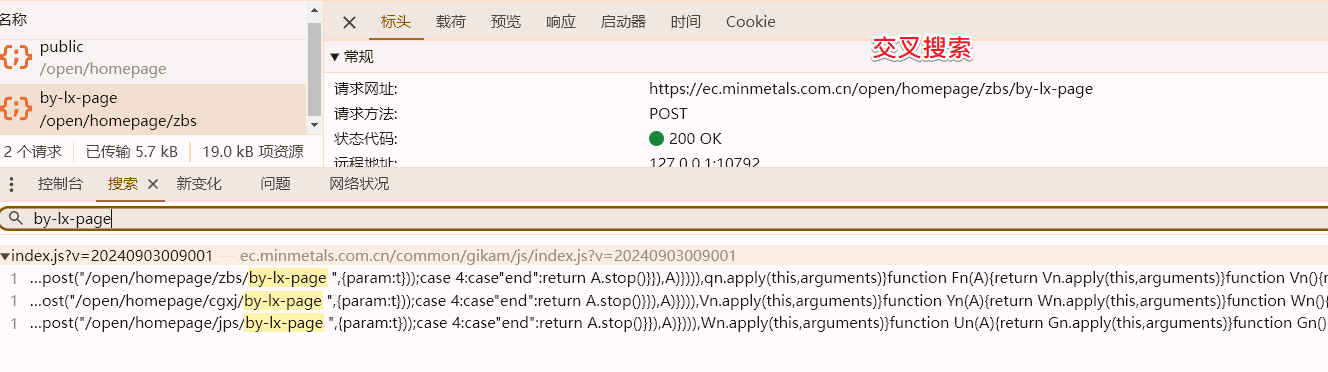 名称
public
/open/homepage
by-lx-page
/open/homepage/zbs
2 个请求 已传输 5.7 kB 19.0 kB 项资源
标头 载荷 预览 响应 启动器 时间 Cookie
交叉搜索
常规
请求网址: https://ec.minmetals.com.cn/open/homepage/zbs/by-lx-page
请求方法: POST
状态代码: 200 OK
远程地址: 127.0.0.1:10792
控制台 搜索 新变化 问题 网络状况
by-lx-page
index.js?v=20240903009001 — ec.minmetals.com.cn/common/gikam/js/index.js?v=20240903009001
1 …post("/open/homepage/zbs/by-lx-page ",{param:t}));case 4:case"end":return A.stop()}}),A)}))),qn.apply(this,arguments)}function Fn(A){return Vn.apply(this,arguments)}function Vn(){r
1 …ost("/open/homepage/cgxj/by-lx-page ",{param:t}));case 4:case"end":return A.stop()}}),A)}))),Vn.apply(this,arguments)}function Yn(A){return Wn.apply(this,arguments)}function Wn(){
1 …post("/open/homepage/jps/by-lx-page ",{param:t}));case 4:case"end":return A.stop()}}),A)}))),Wn.apply(this,arguments)}function Un(A){return Gn.apply(this,arguments)}function Gn()